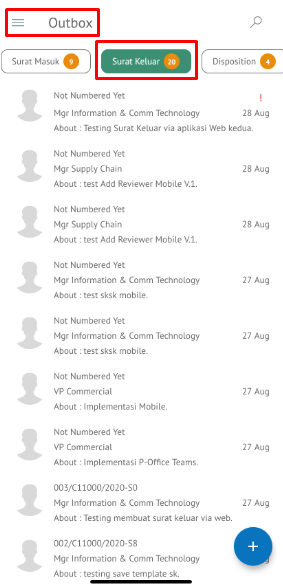 Outbox
Surat Masuk 9
Surat Keluar 20
Disposition 4
Not Numbered Yet !
Mgr Information & Comm Technology 28 Aug
About : Testing Surat Keluar via aplikasi Web kedua.
Not Numbered Yet
Mgr Supply Chain 28 Aug
About : test Add Reviewer Mobile V.1.
Not Numbered Yet
Mgr Supply Chain 28 Aug
About : test Add Reviewer Mobile V.1.
Not Numbered Yet
Mgr Information & Comm Technology 27 Aug
About : test sksk mobile.
Not Numbered Yet
Mgr Information & Comm Technology 27 Aug
About : test sksk mobile.
Not Numbered Yet
VP Commercial 27 Aug
About : Implementasi Mobile.
Not Numbered Yet
VP Commercial 27 Aug
About : Implementasi P-Office Teams.
003/C11000/2020-S0
Mgr Information & Comm Technology 27 Aug
About : Testing membuat surat keluar via web.
002/C11000/2020-S8
Mgr Information & Comm Technology 27 Aug
About : testing save template sk.